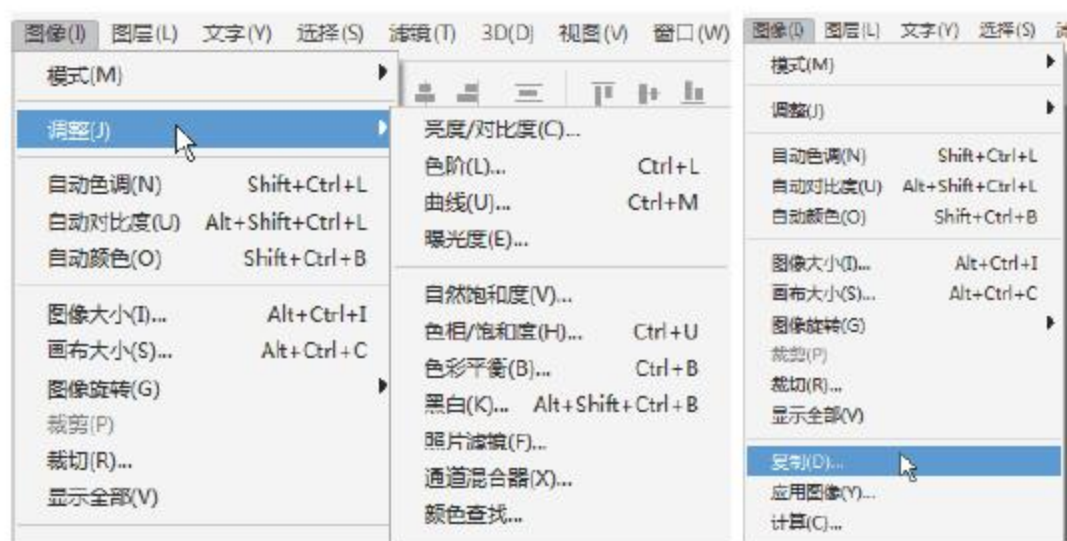 图像(I) 图层(L) 文字(Y) 选择(S) 滤镜(T) 3D(D) 视图(V) 窗口(W)
模式(M)
调整(J)
自动色调(N) Shift+Ctrl+L
自动对比度(U) Alt+Shift+Ctrl+L
自动颜色(O) Shift+Ctrl+B
图像大小(I)... Alt+Ctrl+I
画布大小(S)... Alt+Ctrl+C
图像旋转(G)
裁剪(P)
裁切(R)...
显示全部(V)
亮度/对比度(C)...
色阶(L)... Ctrl+L
曲线(U)... Ctrl+M
曝光度(E)...
自然饱和度(V)...
色相/饱和度(H)... Ctrl+U
色彩平衡(B)... Ctrl+B
黑白(K)... Alt+Shift+Ctrl+B
照片滤镜(F)...
通道混合器(X)...
颜色查找...
图像(I) 图层(L) 文字(Y) 选择(S)
模式(M)
调整(J)
自动色调(N) Shift+Ctrl+L
自动对比度(U) Alt+Shift+Ctrl+L
自动颜色(O) Shift+Ctrl+B
图像大小(I)... Alt+Ctrl+I
画布大小(S)... Alt+Ctrl+C
图像旋转(G)
裁剪(P)
裁切(R)...
显示全部(V)
复制(D)...
应用图像(Y)...
计算(C)...